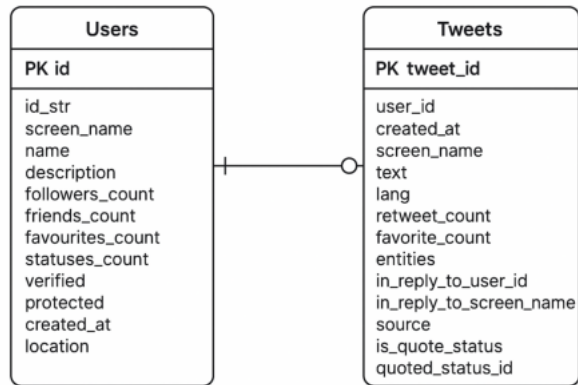 Users
PK id
id_str
screen_name
name
description
followers_count
friends_count
favourites_count
statuses_count
verified
protected
created_at
location
Tweets
PK tweet_id
user_id
created_at
screen_name
text
lang
retweet_count
favorite_count
entities
in_reply_to_user_id
in_reply_to_screen_name
source
is_quote_status
quoted_status_id